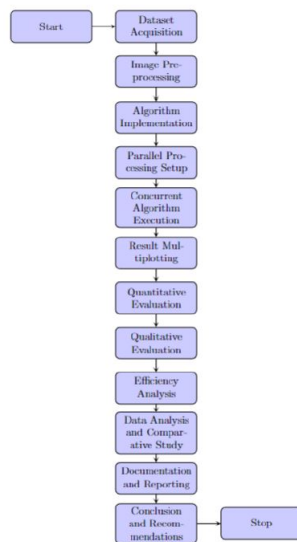 Start
Dataset
Acquisition
Image Pre-
processing
Algorithm
Implementation
Parallel Pro-
cessing Setup
Concurrent
Algorithm
Execution
Result Mul-
tiplotting
Quantitative
Evaluation
Qualitative
Evaluation
Efficiency
Analysis
Data Analysis
and Compar-
ative Study
Documentation
and Reporting
Conclusion
and Recom-
mendations
Stop